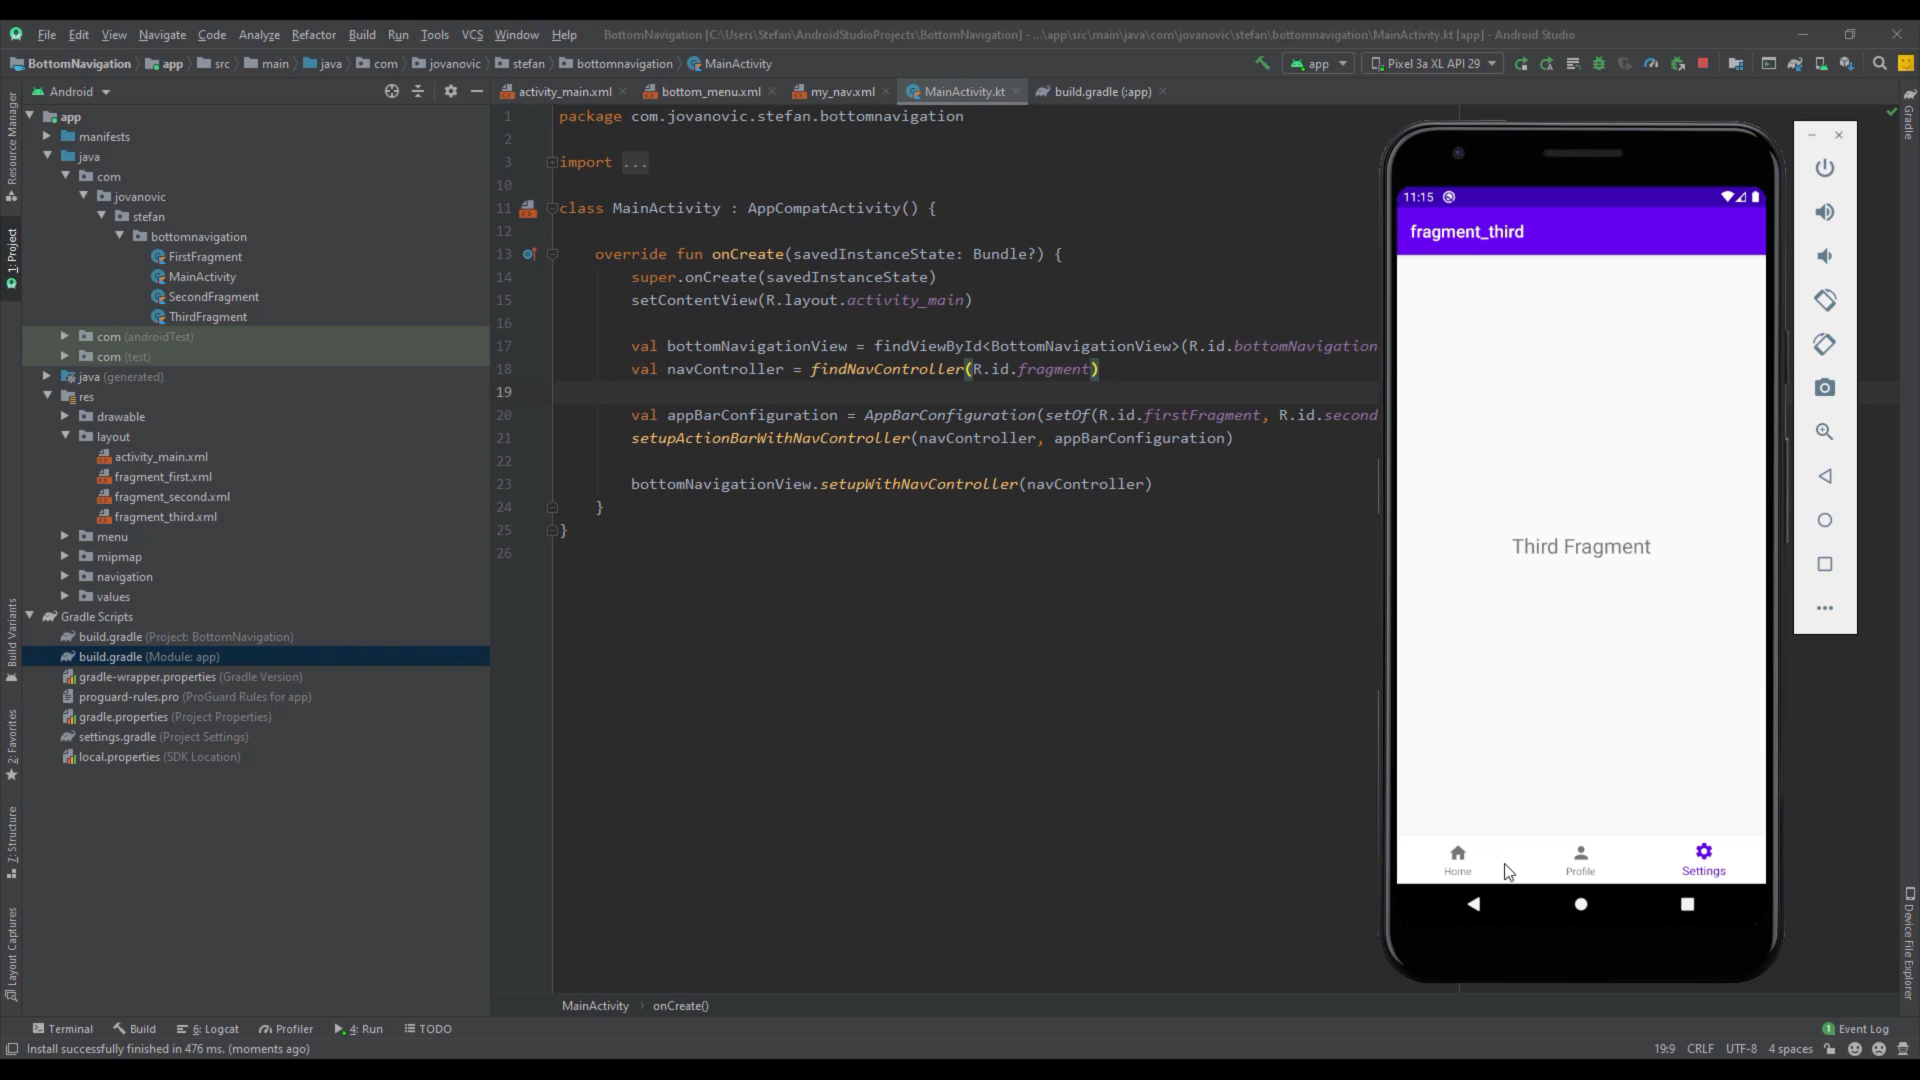 File Edit View Navigate Code Analyze Refactor Build Run Tools VCS Window Help BottomNavigation [C:\Users\Stefan\AndroidStudioProjects\BottomNavigation] - ...\app\src\main\java\com\jovanovic\stefan\bottomnavigation\MainActivity.kt [app] - Android Studio
BottomNavigation app src main java com jovanovic stefan bottomnavigation MainActivity app Pixel 3a XL API 29
Android activity_main.xml bottom_menu.xml my_nav.xml MainActivity.kt build.gradle (:app)
Resource Manager
1: Project
Build Variants
2: Favorites
7: Structure
Layout Captures
app
manifests
java
com
jovanovic
stefan
bottomnavigation
FirstFragment
MainActivity
SecondFragment
ThirdFragment
com (androidTest)
com (test)
java (generated)
res
drawable
layout
activity_main.xml
fragment_first.xml
fragment_second.xml
fragment_third.xml
menu
mipmap
navigation
values
Gradle Scripts
build.gradle (Project: BottomNavigation)
build.gradle (Module: app)
gradle-wrapper.properties (Gradle Version)
proguard-rules.pro (ProGuard Rules for app)
gradle.properties (Project Properties)
settings.gradle (Project Settings)
local.properties (SDK Location)
1 package com.jovanovic.stefan.bottomnavigation
2
3 import ...
10
11 class MainActivity : AppCompatActivity() {
12
13 override fun onCreate(savedInstanceState: Bundle?) {
14 super.onCreate(savedInstanceState)
15 setContentView(R.layout.activity_main)
16
17 val bottomNavigationView = findViewById<BottomNavigationView>(R.id.bottomNavigation
18 val navController = findNavController(R.id.fragment)
19
20 val appBarConfiguration = AppBarConfiguration(setOf(R.id.firstFragment, R.id.second
21 setupActionBarWithNavController(navController, appBarConfiguration)
22
23 bottomNavigationView.setupWithNavController(navController)
24 }
25 }
26
11:15
fragment_third
Third Fragment
Home Profile Settings
Gradle
Device File Explorer
MainActivity onCreate()
Terminal Build 6: Logcat Profiler 4: Run TODO 1 Event Log
Install successfully finished in 476 ms. (moments ago) 19:9 CRLF UTF-8 4 spaces